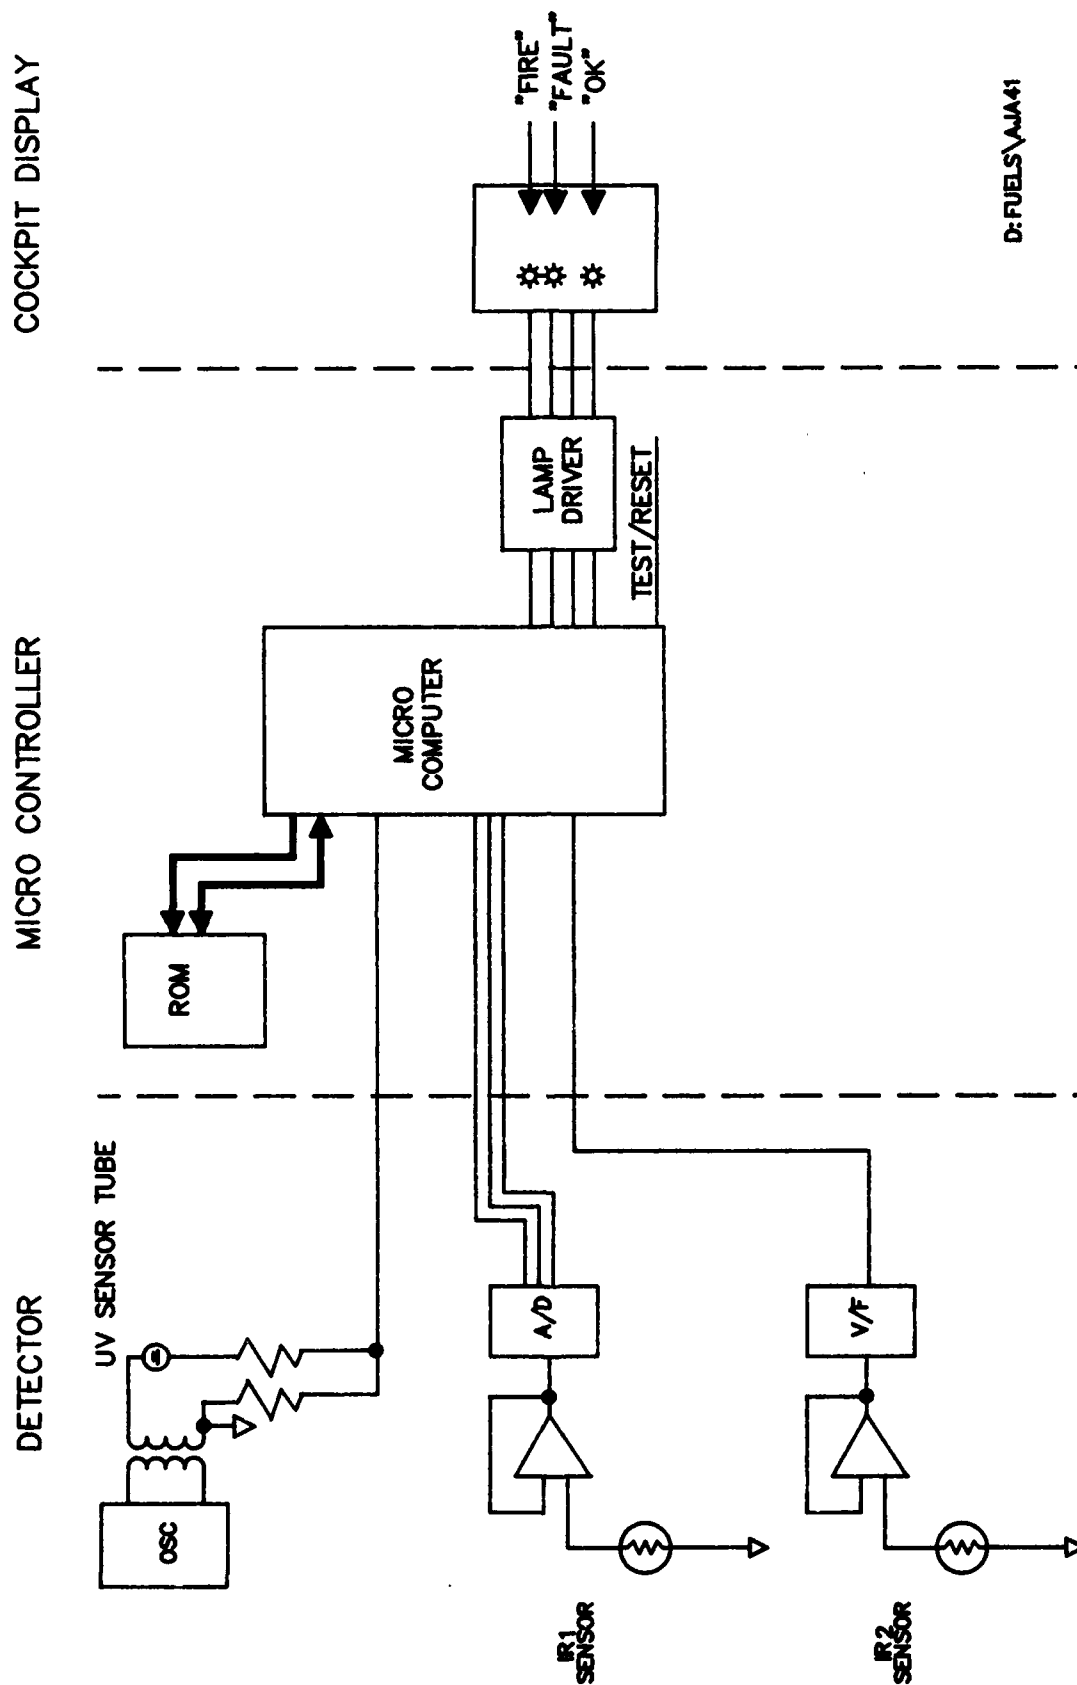 DETECTOR
MICRO CONTROLLER
COCKPIT DISPLAY
UV SENSOR TUBE
OSC
ROM
MICRO
COMPUTER
LAMP
DRIVER
TEST/RESET
"FIRE"
"FAULT"
"OK"
A/D
V/F
IR1
SENSOR
IR2
SENSOR
D:FUELS\AJA41